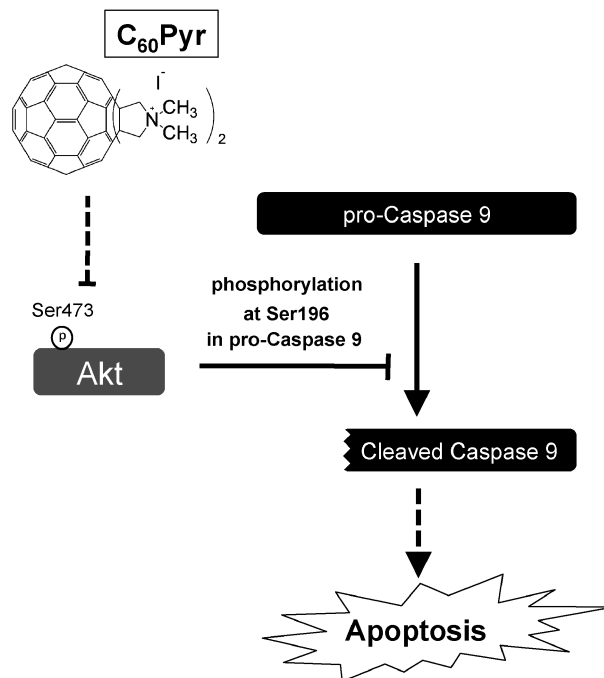 C60Pyr
I-
N+
CH3
CH3
2
pro-Caspase 9
phosphorylation
at Ser196
in pro-Caspase 9
Ser473
P
Akt
Cleaved Caspase 9
Apoptosis